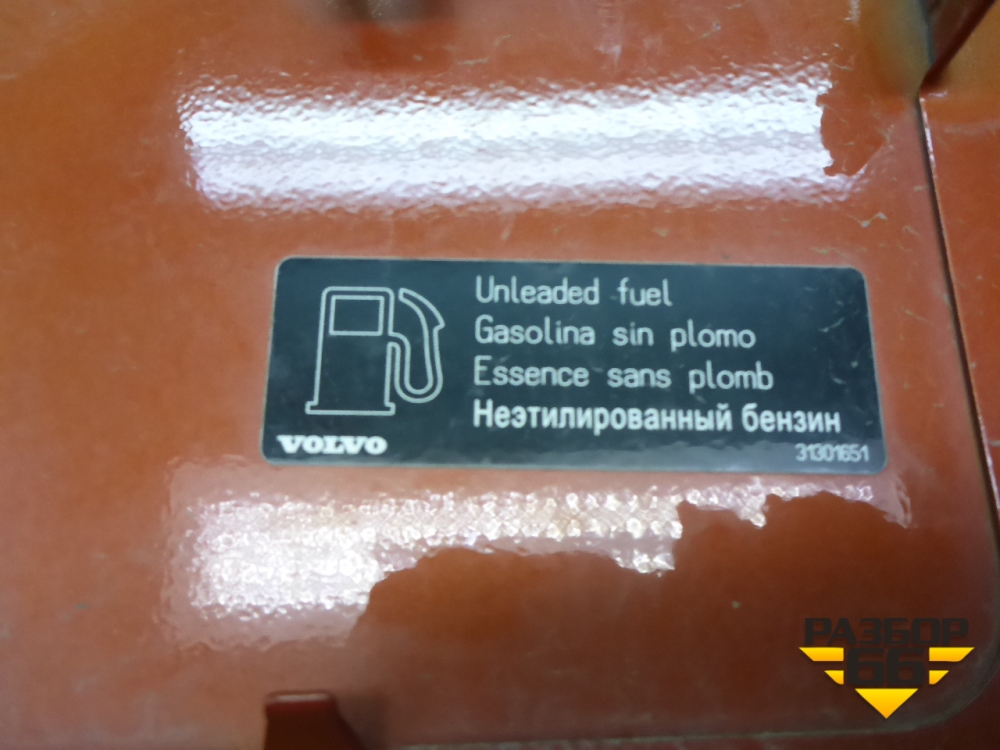 Unleaded fuel
Gasolina sin plomo
Essence sans plomb
Неэтилированный бензин
VOLVO
31301651
РАЗБОР
66